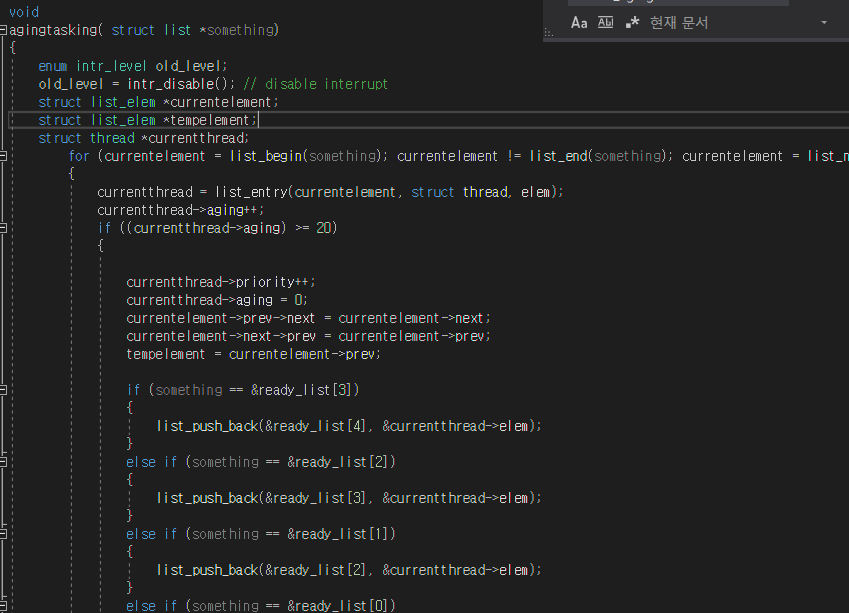 void
agingtasking( struct list *something)
{
enum intr_level old_level;
old_level = intr_disable(); // disable interrupt
struct list_elem *currentelement;
struct list_elem *tempelement;
struct thread *currentthread;
for (currentelement = list_begin(something); currentelement != list_end(something); currentelement = list_n
{
currentthread = list_entry(currentelement, struct thread, elem);
currentthread->aging++;
if ((currentthread->aging) >= 20)
{
currentthread->priority++;
currentthread->aging = 0;
currentelement->prev->next = currentelement->next;
currentelement->next->prev = currentelement->prev;
tempelement = currentelement->prev;
if (something == &ready_list[3])
{
list_push_back(&ready_list[4], &currentthread->elem);
}
else if (something == &ready_list[2])
{
list_push_back(&ready_list[3], &currentthread->elem);
}
else if (something == &ready_list[1])
{
list_push_back(&ready_list[2], &currentthread->elem);
}
else if (something == &ready_list[0])
Aa Abl .* 현재 문서